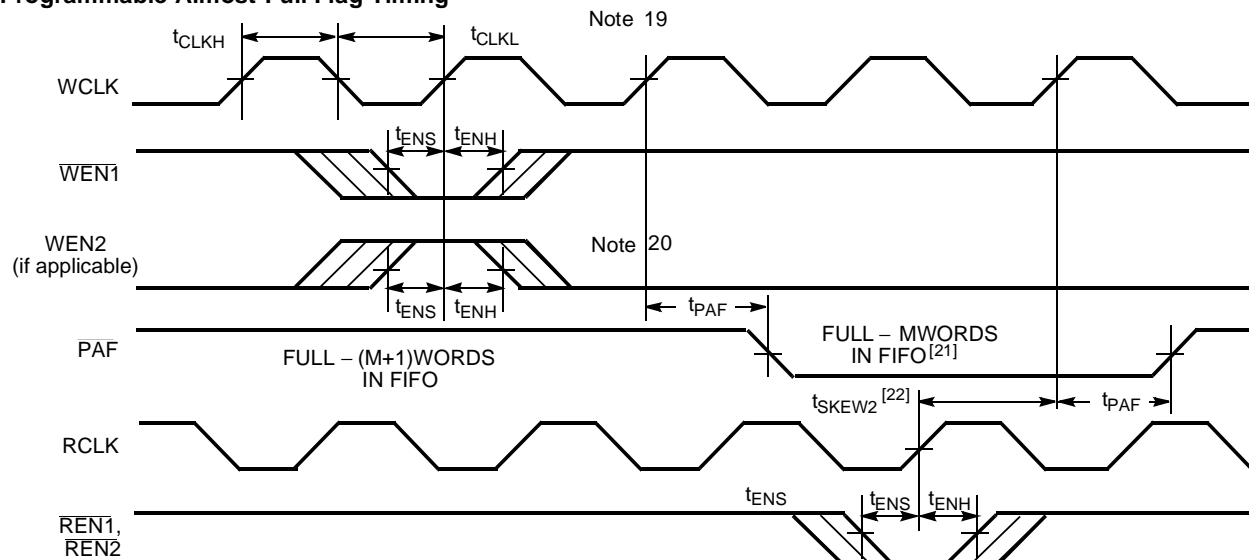 Programmable Almost Full Flag Timing
Note 19
tCLKH
tCLKL
WCLK
tENS
tENH
WEN1
WEN2
(if applicable)
Note 20
tENS
tENH
tPAF
PAF
FULL – (M+1)WORDS
IN FIFO
FULL – MWORDS
IN FIFO[21]
tSKEW2 [22]
tPAF
RCLK
tENS
tENS
tENH
REN1,
REN2